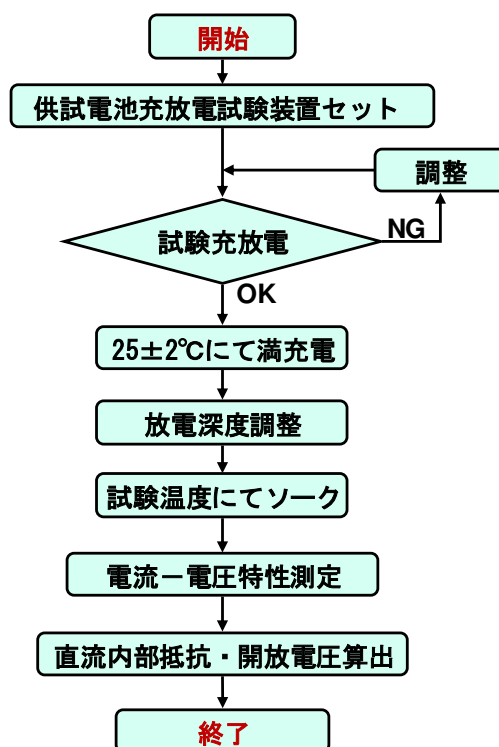 開始
供試電池充放電試験装置セット
調整
試験充放電
NG
OK
25±2℃にて満充電
放電深度調整
試験温度にてソーク
電流－電圧特性測定
直流内部抵抗・開放電圧算出
終了